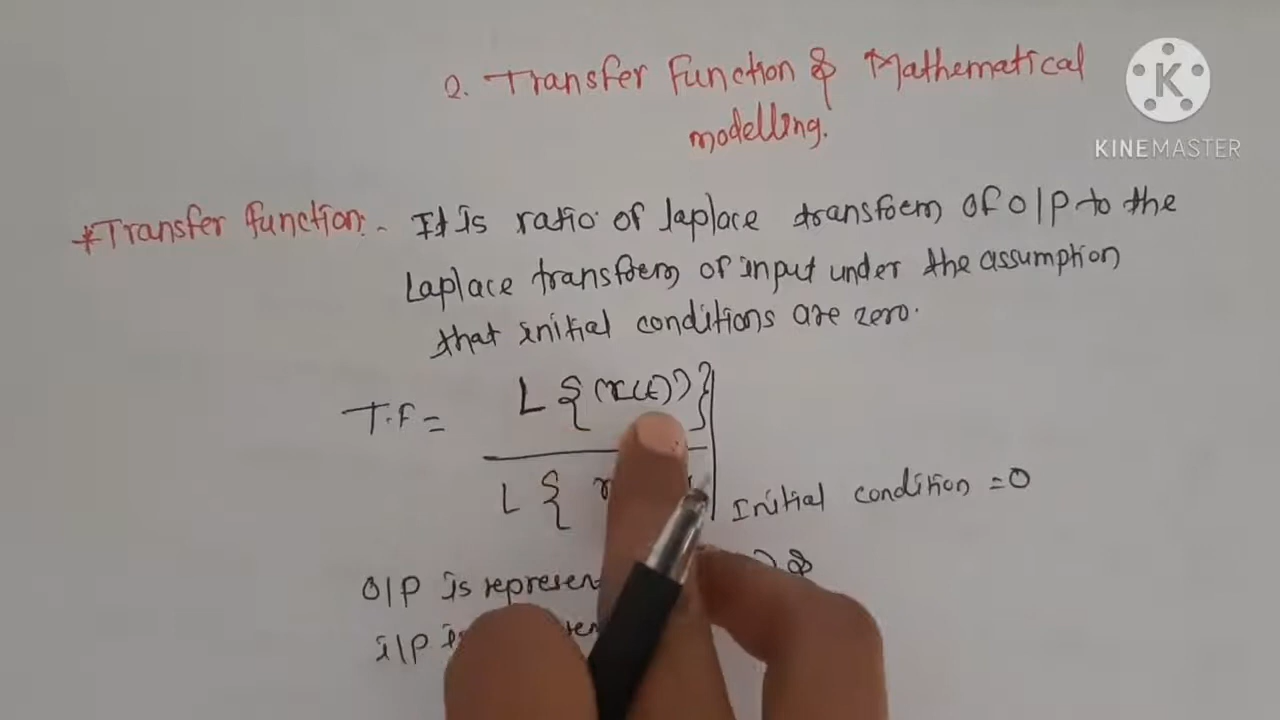 2. Transfer Function & Mathematical
modelling.
KINEMASTER
*Transfer function:- It is ratio of laplace transform of O/P to the
Laplace transform of input under the assumption
that initial conditions are zero.
T.F =
L {
L {
Initial condition = 0
O/P is represen
&
i/P